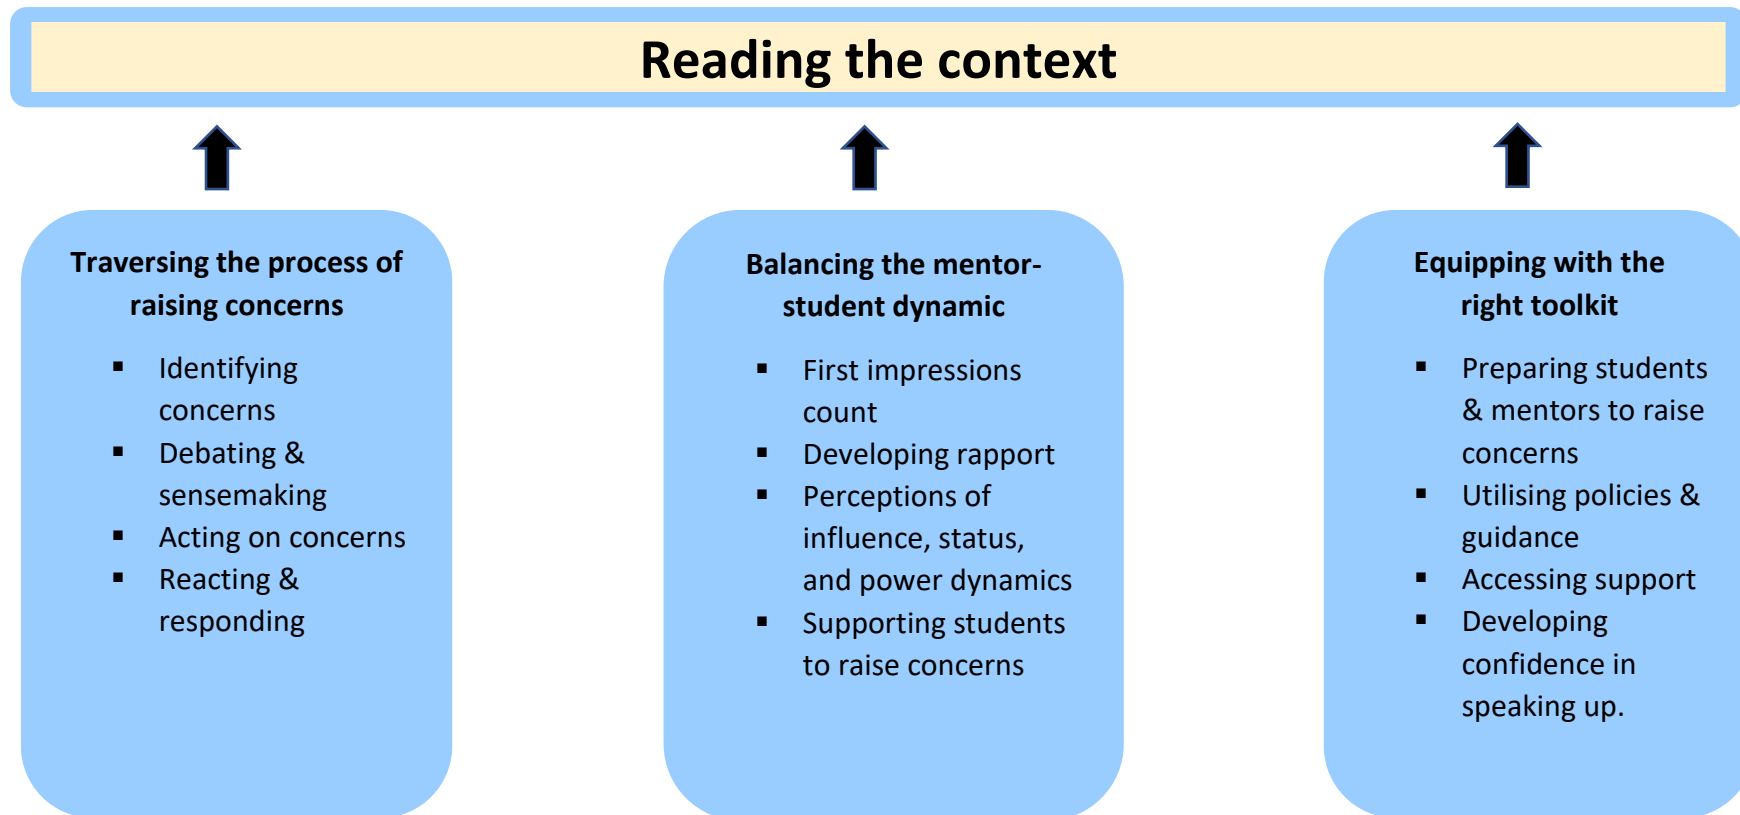 Reading the context
Traversing the process of
raising concerns
▪ Identifying
concerns
▪ Debating &
sensemaking
▪ Acting on concerns
▪ Reacting &
responding
Balancing the mentor-
student dynamic
▪ First impressions
count
▪ Developing rapport
▪ Perceptions of
influence, status,
and power dynamics
▪ Supporting students
to raise concerns
Equipping with the
right toolkit
▪ Preparing students
& mentors to raise
concerns
▪ Utilising policies &
guidance
▪ Accessing support
▪ Developing
confidence in
speaking up.